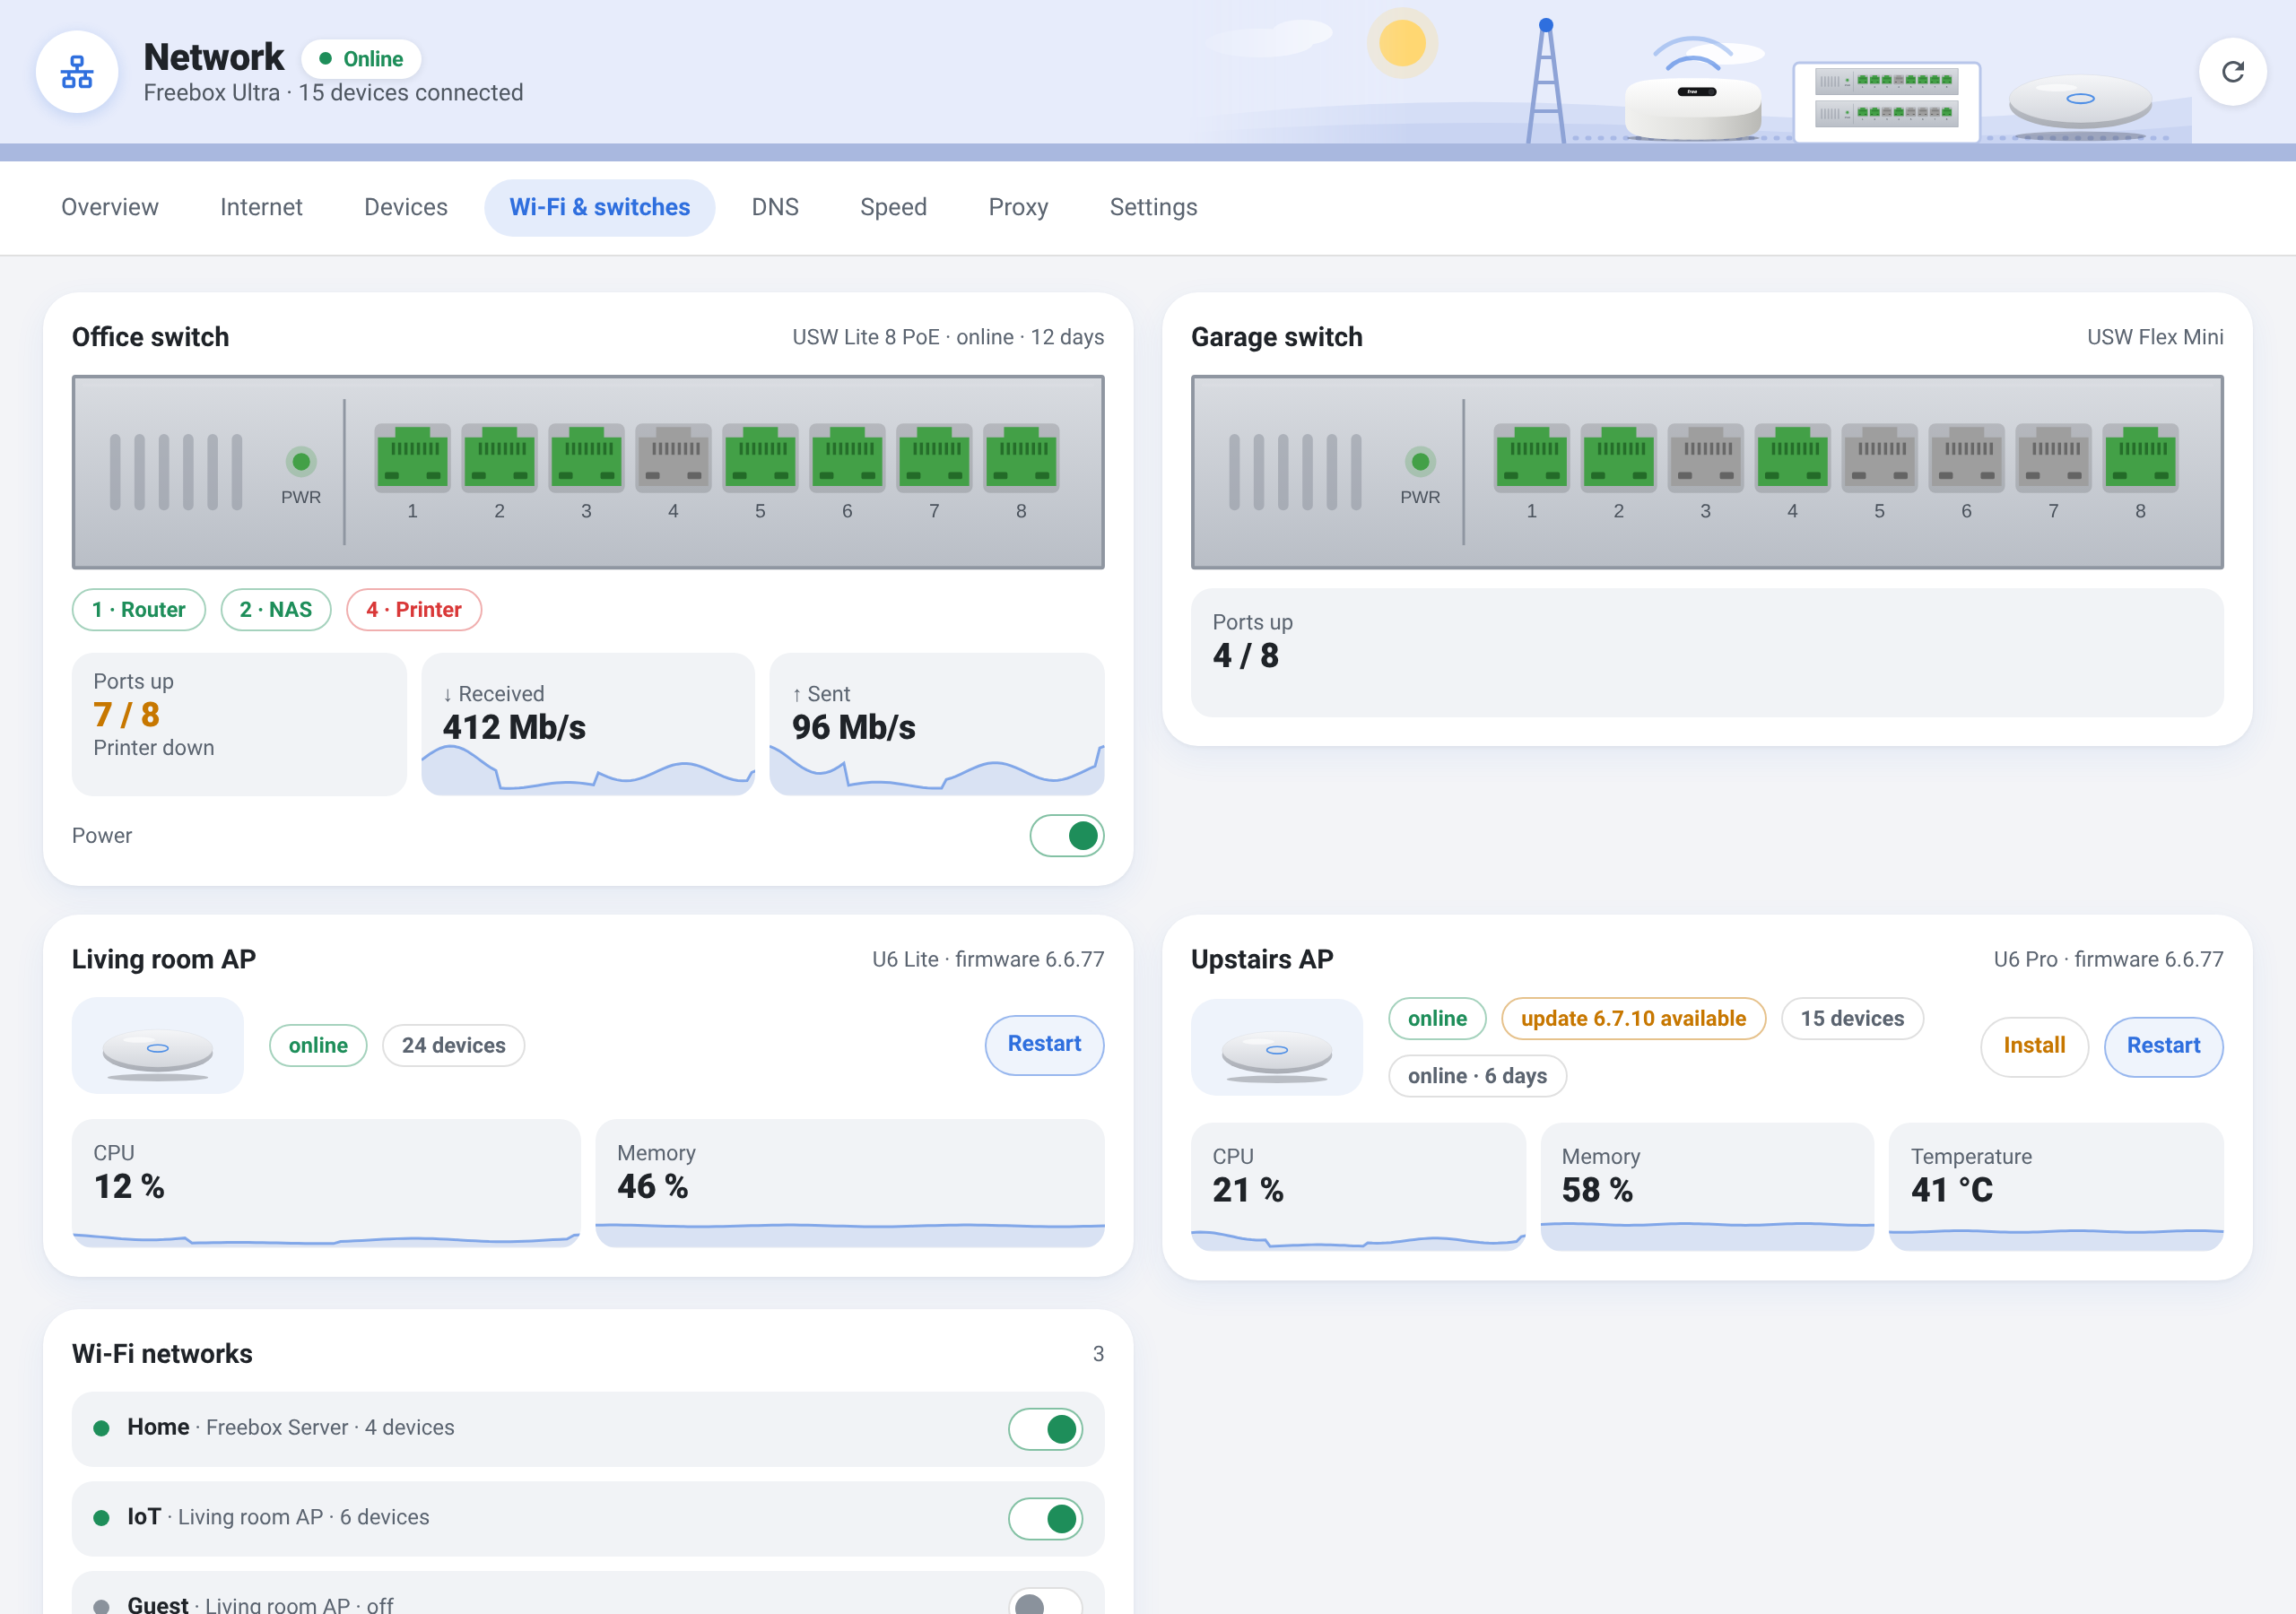 Network
Online
Freebox Ultra · 15 devices connected
free
Overview
Internet
Devices
Wi-Fi & switches
DNS
Speed
Proxy
Settings
Office switch
USW Lite 8 PoE · online · 12 days
PWR
1 2 3 4 5 6 7 8
1 · Router
2 · NAS
4 · Printer
Ports up
7 / 8
Printer down
↓ Received
412 Mb/s
↑ Sent
96 Mb/s
Power
Garage switch
USW Flex Mini
PWR
1 2 3 4 5 6 7 8
Ports up
4 / 8
Living room AP
U6 Lite · firmware 6.6.77
online
24 devices
Restart
CPU
12 %
Memory
46 %
Upstairs AP
U6 Pro · firmware 6.6.77
online
update 6.7.10 available
15 devices
online · 6 days
Install
Restart
CPU
21 %
Memory
58 %
Temperature
41 °C
Wi-Fi networks
3
Home · Freebox Server · 4 devices
IoT · Living room AP · 6 devices
Guest · Living room AP · off